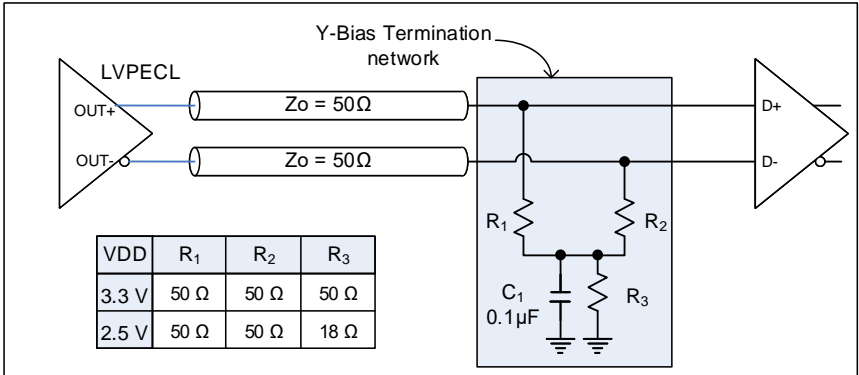 Y-Bias Termination
network
LVPECL
OUT+
Zo = 50Ω
D+
OUT-
Zo = 50Ω
D-
R1
R2
VDD R1 R2 R3
3.3 V 50 Ω 50 Ω 50 Ω
2.5 V 50 Ω 50 Ω 18 Ω
C1
0.1µF
R3